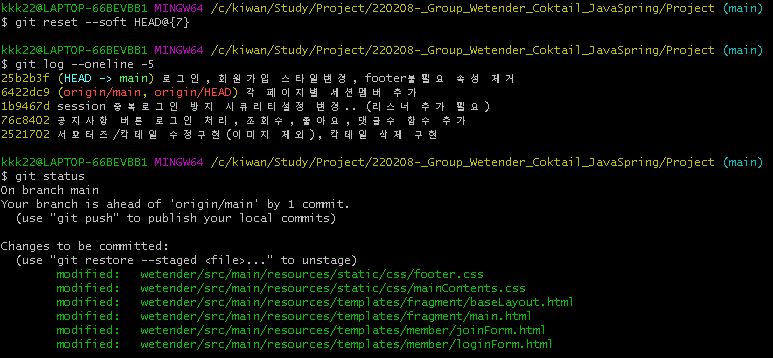 kkk22@LAPTOP-66BEVBB1 MINGW64 /c/kiwan/Study/Project/220208-_Group_Wetender_Coktail_JavaSpring/Project (main)
$ git reset --soft HEAD@{7}
kkk22@LAPTOP-66BEVBB1 MINGW64 /c/kiwan/Study/Project/220208-_Group_Wetender_Coktail_JavaSpring/Project (main)
$ git log --oneline -5
25b2b3f (HEAD -> main) 로그인, 회원가입 스타일변경, footer불필요 속성 제거
6422dc9 (origin/main, origin/HEAD) 각 페이지별 세션멤버 추가
1b9467d session 중복로그인 방지 시큐리티설정 변경.. (리스너 추가 필요)
76c8402 공지사항 버튼 로그인 처리, 조회수, 좋아요, 댓글수 함수 추가
2521702 서포터즈/칵테일 수정구현(이미지 제외), 칵테일 삭제 구현
kkk22@LAPTOP-66BEVBB1 MINGW64 /c/kiwan/Study/Project/220208-_Group_Wetender_Coktail_JavaSpring/Project (main)
$ git status
On branch main
Your branch is ahead of 'origin/main' by 1 commit.
(use "git push" to publish your local commits)
Changes to be committed:
(use "git restore --staged <file>..." to unstage)
modified: wetender/src/main/resources/static/css/footer.css
modified: wetender/src/main/resources/static/css/mainContents.css
modified: wetender/src/main/resources/templates/fragment/baseLayout.html
modified: wetender/src/main/resources/templates/fragment/main.html
modified: wetender/src/main/resources/templates/member/joinForm.html
modified: wetender/src/main/resources/templates/member/loginForm.html